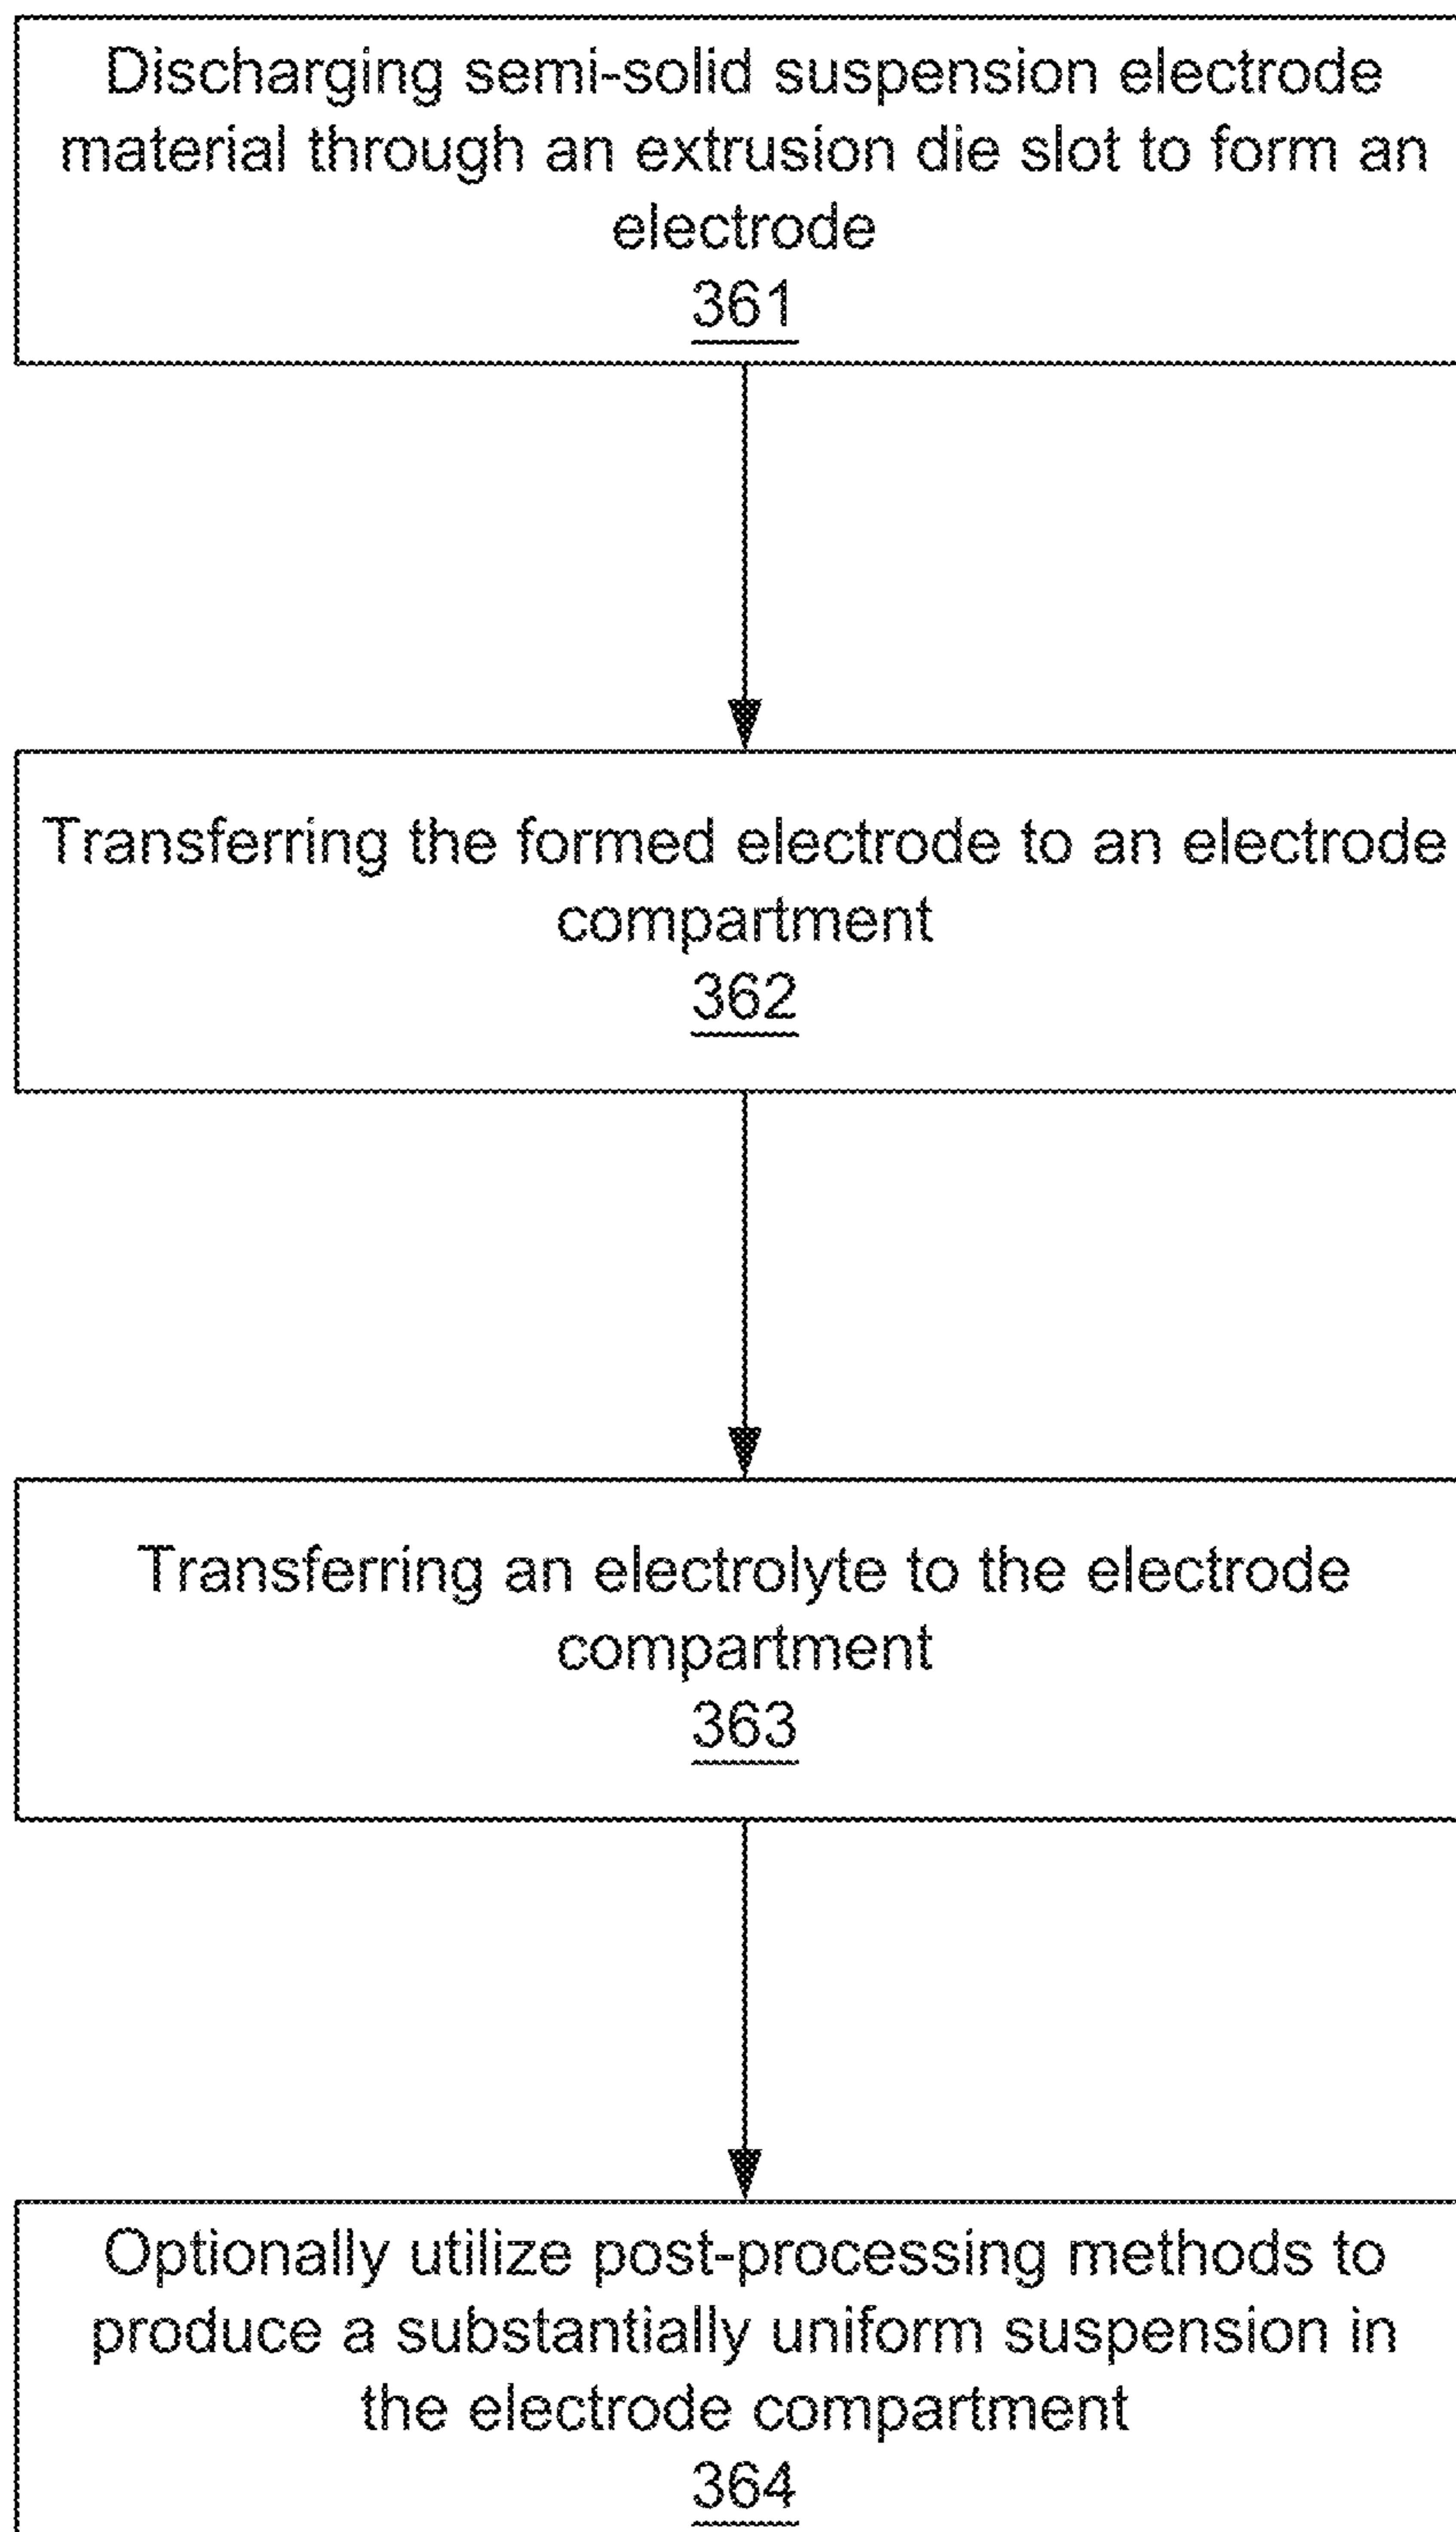 Discharging semi-solid suspension electrode
material through an extrusion die slot to form an
electrode
361
Transferring the formed electrode to an electrode
compartment
362
Transferring an electrolyte to the electrode
compartment
363
Optionally utilize post-processing methods to
produce a substantially uniform suspension in
the electrode compartment
364